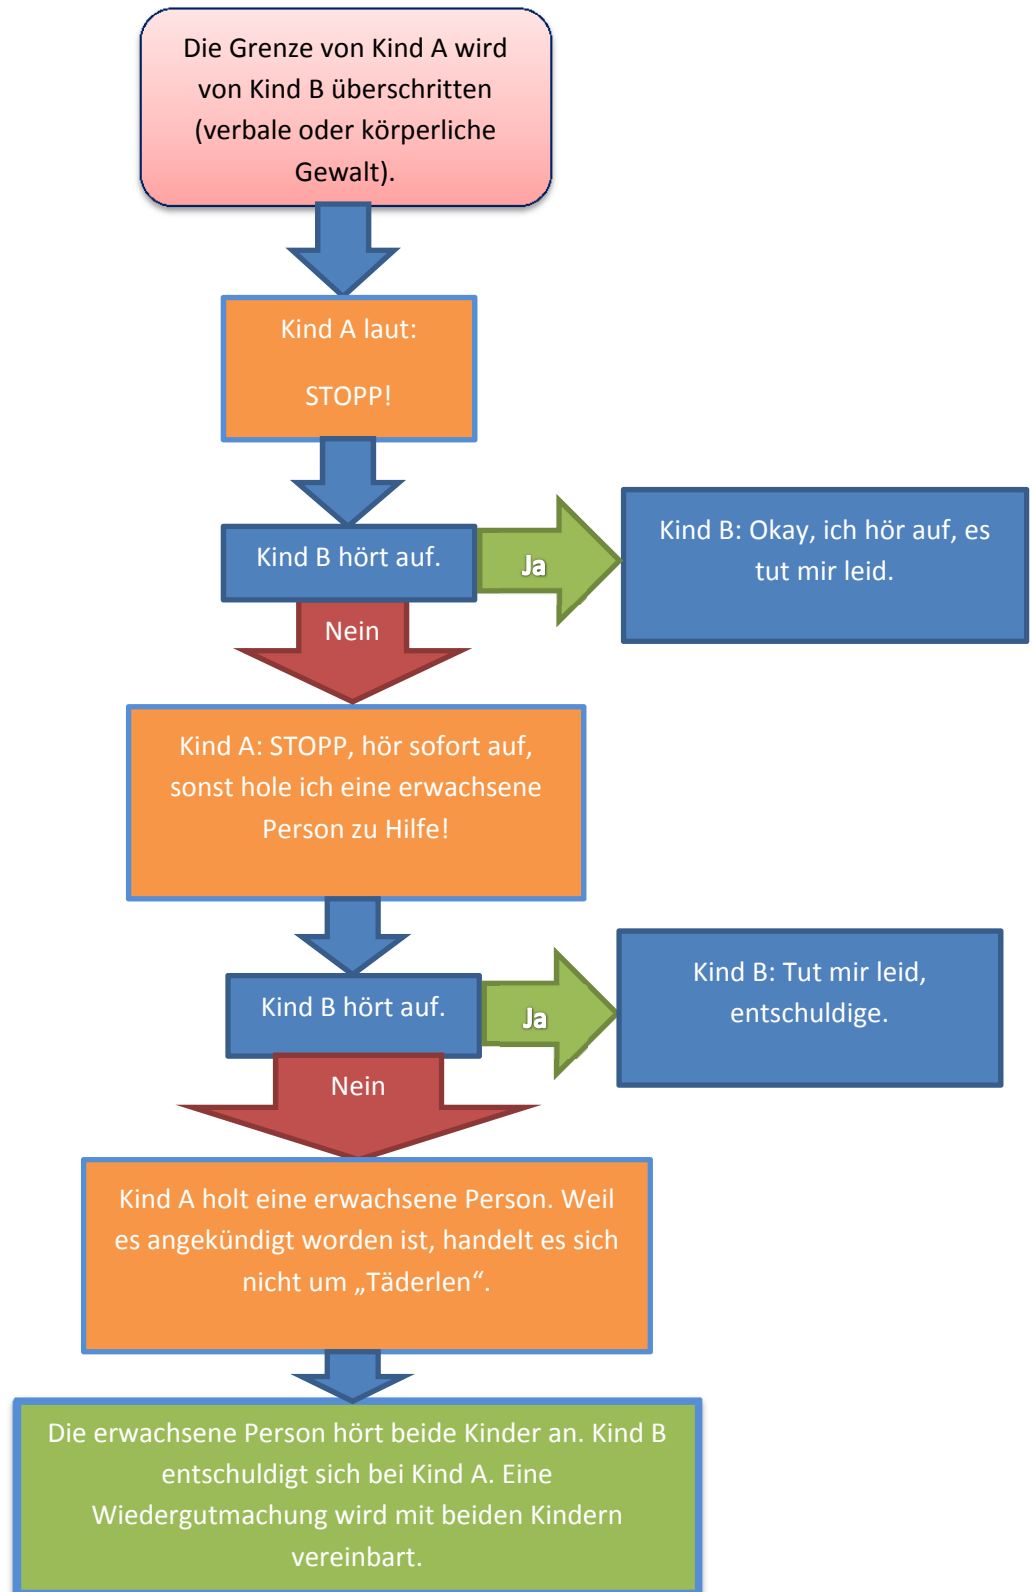 Die Grenze von Kind A wird
von Kind B überschritten
(verbale oder körperliche
Gewalt).
Kind A laut:
STOPP!
Kind B hört auf.
Ja
Kind B: Okay, ich hör auf, es
tut mir leid.
Nein
Kind A: STOPP, hör sofort auf,
sonst hole ich eine erwachsene
Person zu Hilfe!
Kind B hört auf.
Ja
Kind B: Tut mir leid,
entschuldige.
Nein
Kind A holt eine erwachsene Person. Weil
es angekündigt worden ist, handelt es sich
nicht um „Täderlen“.
Die erwachsene Person hört beide Kinder an. Kind B
entschuldigt sich bei Kind A. Eine
Wiedergutmachung wird mit beiden Kindern
vereinbart.